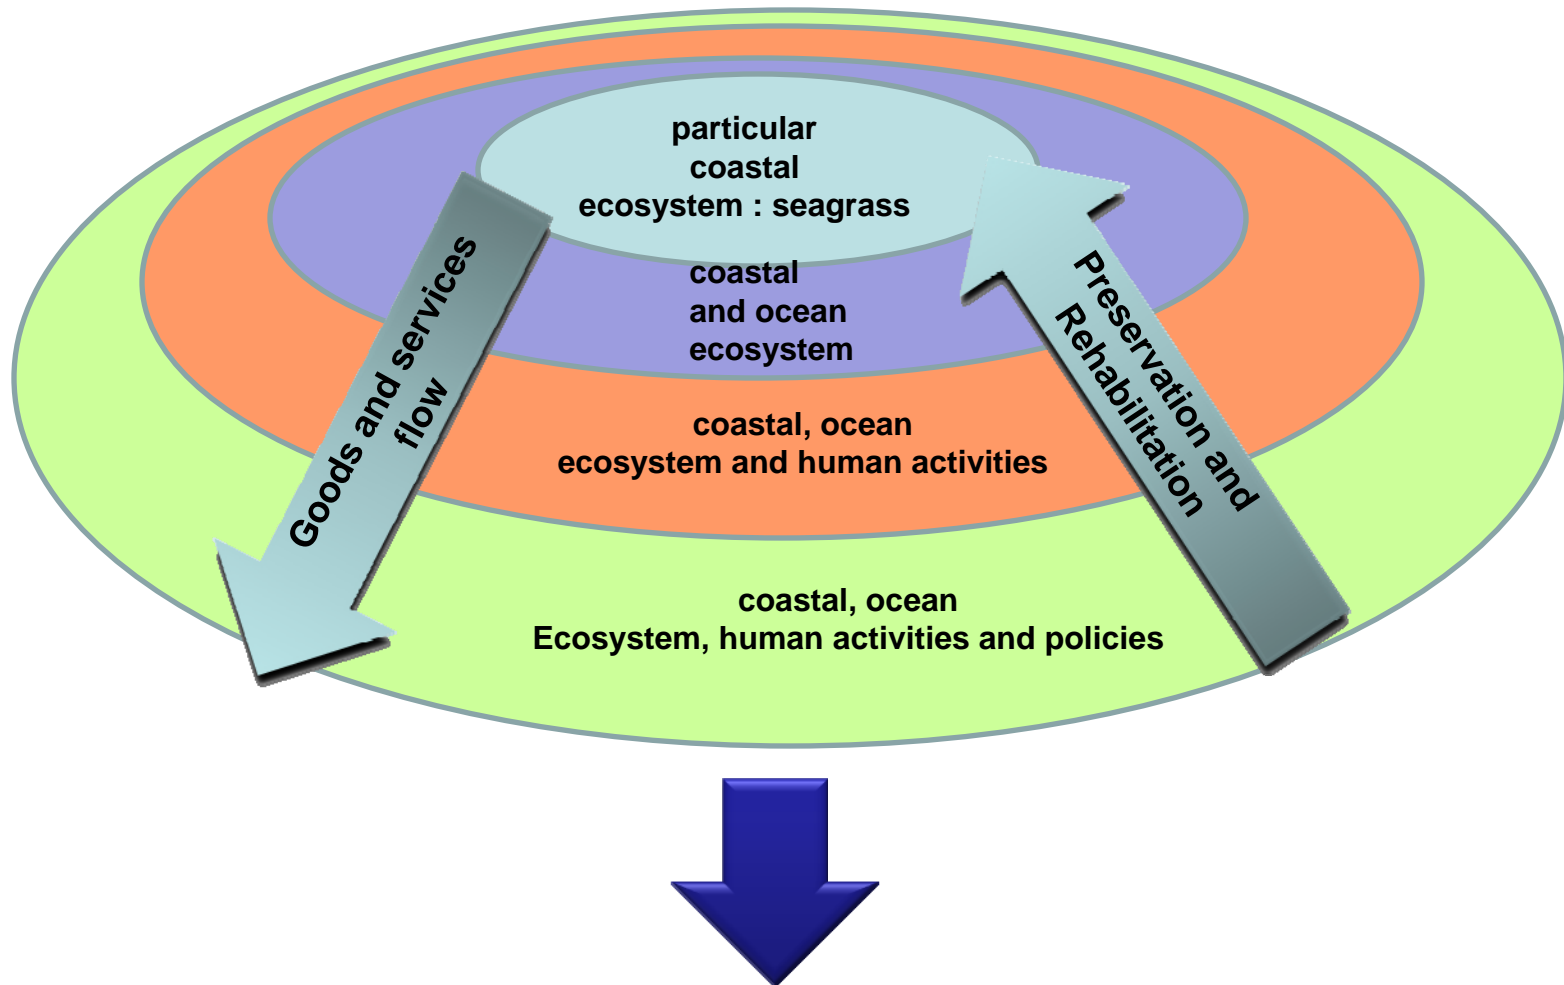 particular
coastal
ecosystem : seagrass
coastal
and ocean
ecosystem
coastal, ocean
ecosystem and human activities
coastal, ocean
Ecosystem, human activities and policies
Goods and services
flow
Preservation and
Rehabilitation